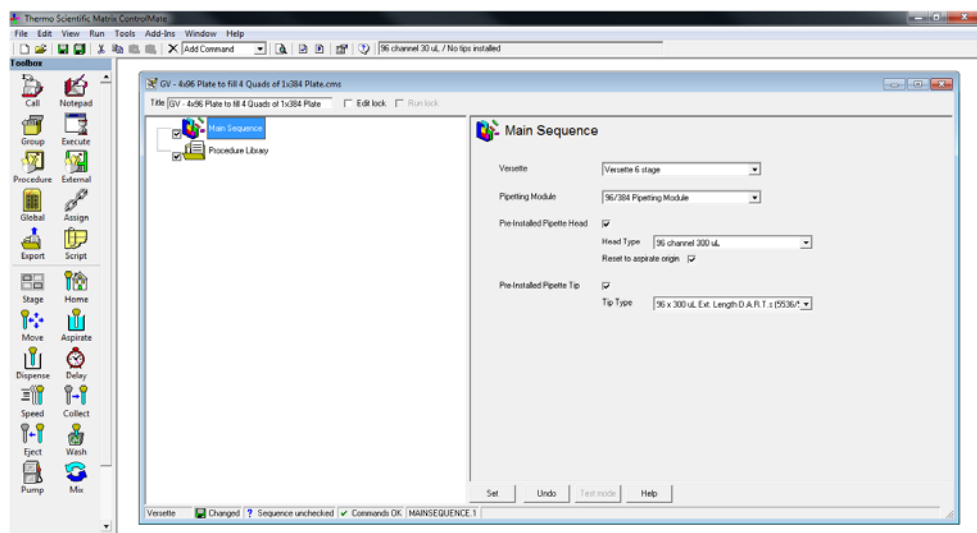 Thermo Scientific Matrix ControlMate
File Edit View Run Tools Add-Ins Window Help
Add Command
96 channel 30 uL / No tips installed
Toolbox
Call Notepad
Group Execute
Procedure External
Global Assign
Export Script
Stage Home
Move Aspirate
Dispense Delay
Speed Collect
Eject Wash
Pump Mix
GV - 4x96 Plate to fill 4 Quads of 1x384 Plate.cms
Title GV - 4x96 Plate to fill 4 Quads of 1x384 Plate Edit lock Run lock
Main Sequence
Procedure Library
Main Sequence
Versette Versette 6 stage
Pipetting Module 96/384 Pipetting Module
Pre-Installed Pipette Head
Head Type 96 channel 300 uL
Reset to aspirate origin
Pre-Installed Pipette Tip
Tip Type 96 x 300 uL Ext. Length D.A.R.T.s (5536/
Set Undo Test mode Help
Versette Changed ? Sequence unchecked Commands OK MAINSEQUENCE.1